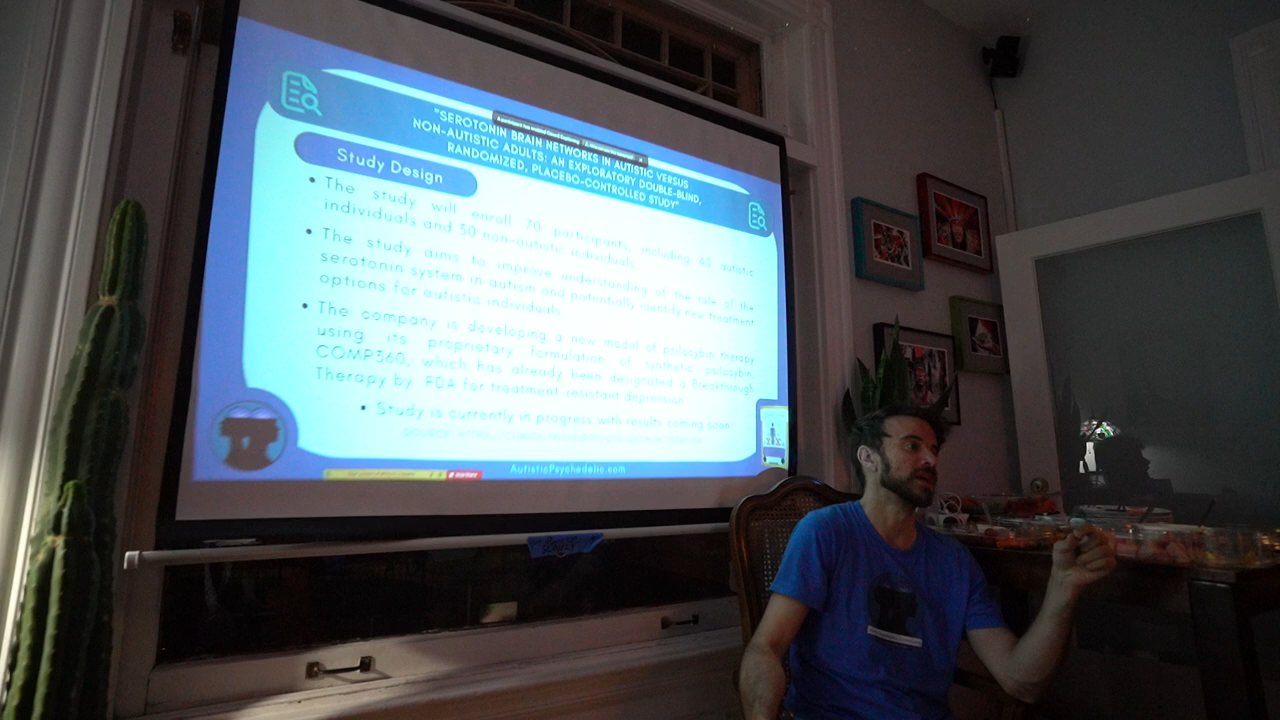 "SEROTONIN BRAIN NETWORKS IN AUTISTIC VERSUS
NON-AUTISTIC ADULTS: AN EXPLORATORY DOUBLE-BLIND,
RANDOMIZED, PLACEBO-CONTROLLED STUDY"
Study Design
• The study will enroll 70 participants, including 40 autistic
individuals and 30 non-autistic individuals.
• The study aims to improve understanding of the role of the
serotonin system in autism and potentially identify new treatment
options for autistic individuals.
• The company is developing a new model of psilocybin therapy
using its proprietary formulation of synthetic psilocybin,
COMP360, which has already been designated a Breakthrough
Therapy by FDA for treatment-resistant depression.
• Study is currently in progress with results coming soon
SOURCE:
AutisticPsychedelic.com